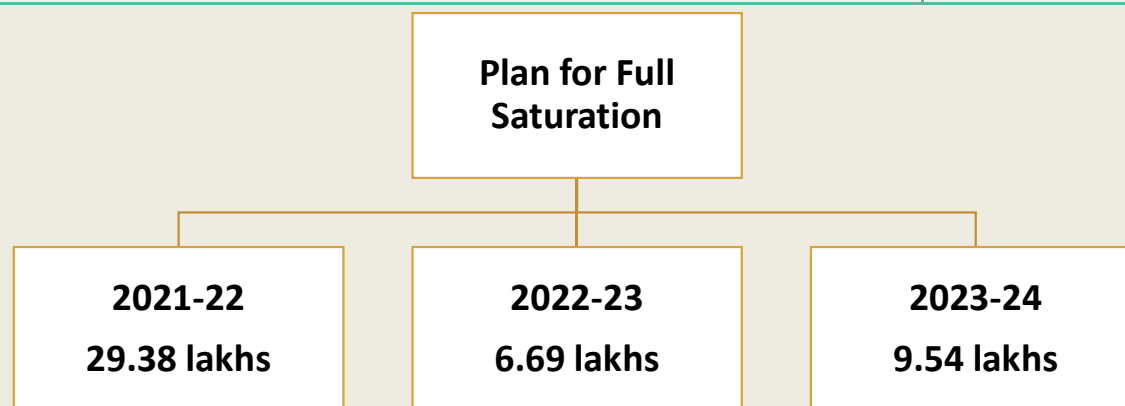 Plan for Full
Saturation
2021-22
29.38 lakhs
2022-23
6.69 lakhs
2023-24
9.54 lakhs